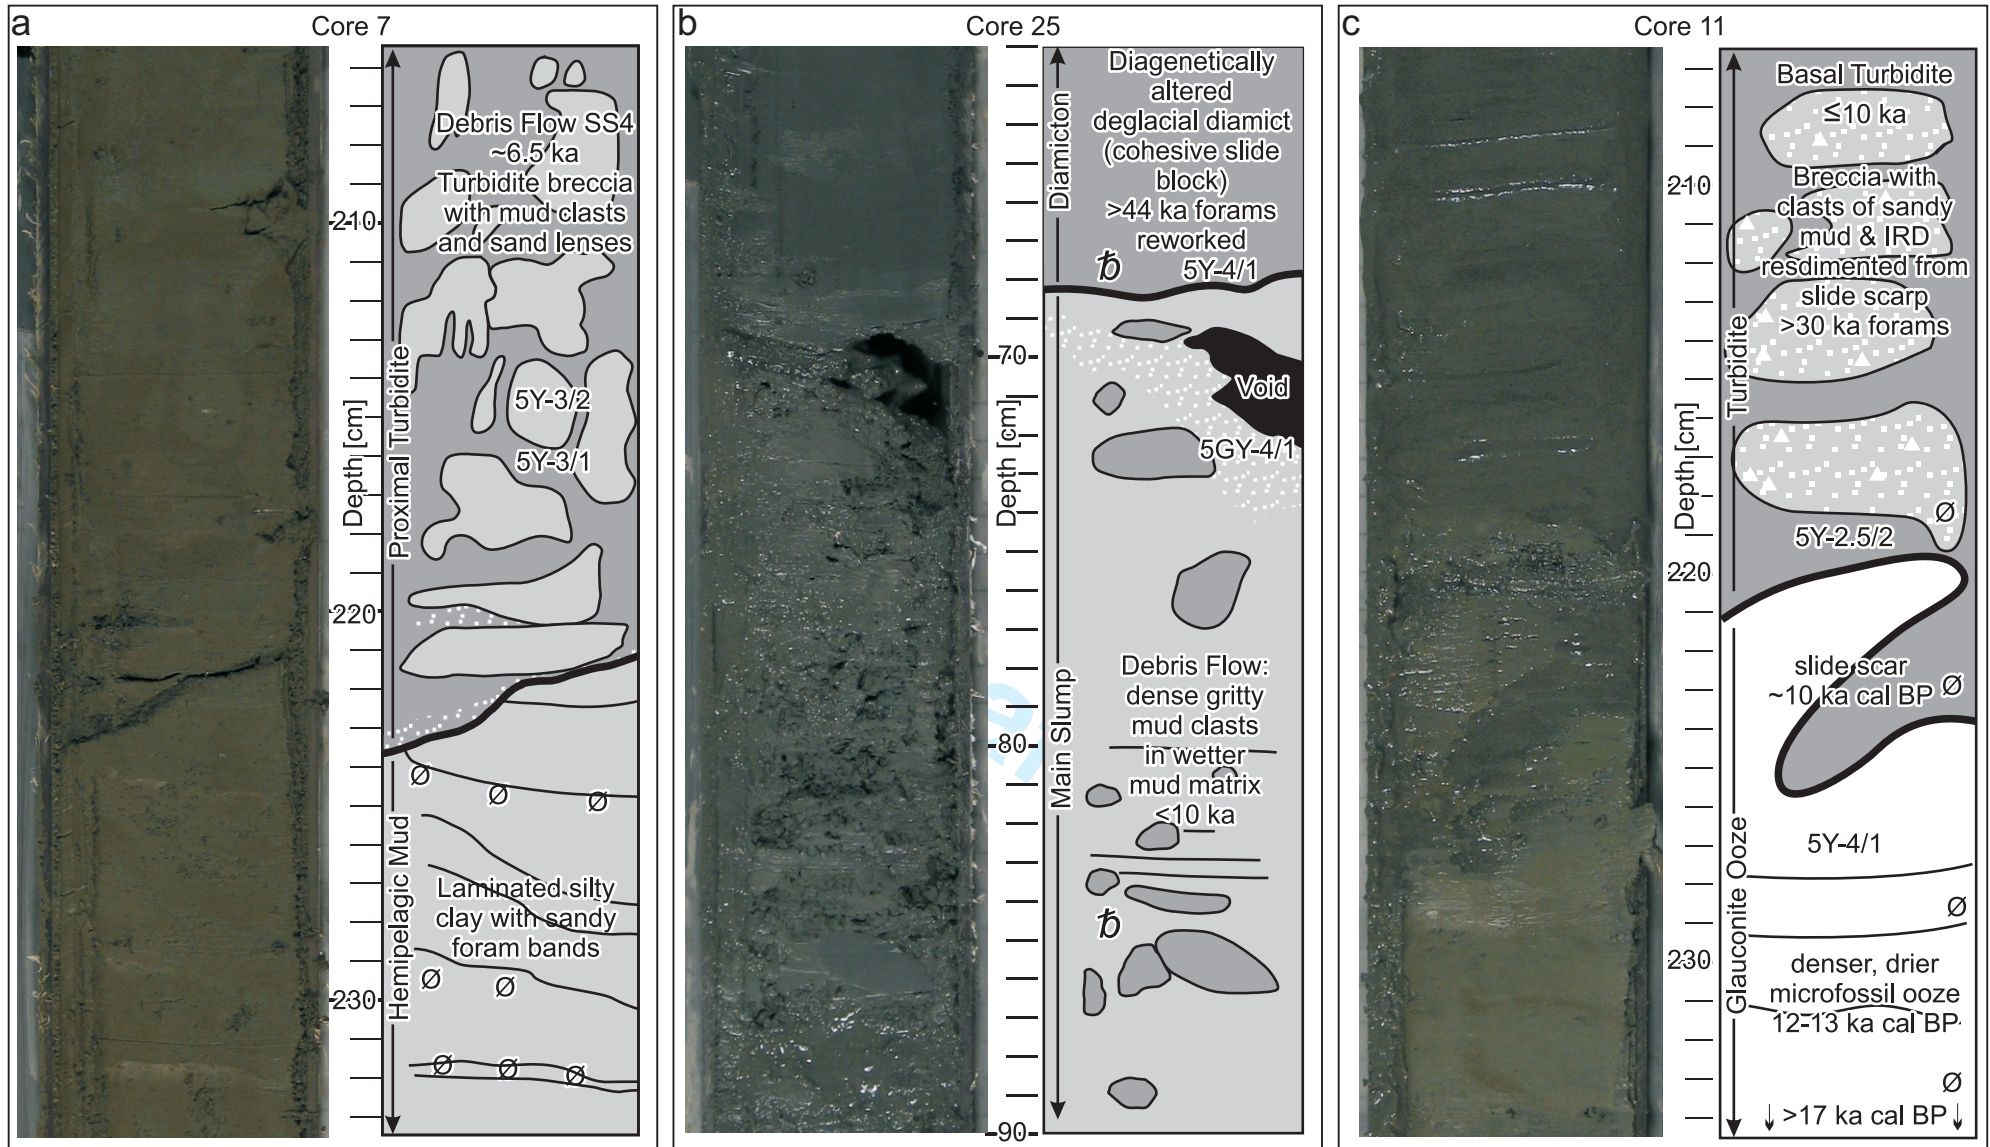 a
Core 7
Debris Flow SS4
~6.5 ka
Turbidite breccia
with mud clasts
and sand lenses
210
Proximal Turbidite
5Y-3/2
Depth [cm]
5Y-3/1
220
Ø
Ø
Ø
Hemipelagic Mud
Laminated silty
clay with sandy
foram bands
Ø
Ø
230
Ø
Ø
Ø
b
Core 25
Diagenetically
altered
deglacial diamict
(cohesive slide
block)
>44 ka forams
reworked
ħ
5Y-4/1
Diamicton
70
Void
Depth [cm]
5GY-4/1
Debris Flow:
dense gritty
mud clasts
in wetter
mud matrix
<10 ka
80
Main Slump
ħ
90
c
Core 11
Basal Turbidite
≤10 ka
Breccia with
clasts of sandy
mud & IRD
resdimented from
slide scarp
>30 ka forams
210
Turbidite
Depth [cm]
Ø
5Y-2.5/2
220
slide scar
~10 ka cal BP Ø
5Y-4/1
Glauconite Ooze
Ø
230
denser, drier
microfossil ooze
12-13 ka cal BP
Ø
↓ >17 ka cal BP ↓